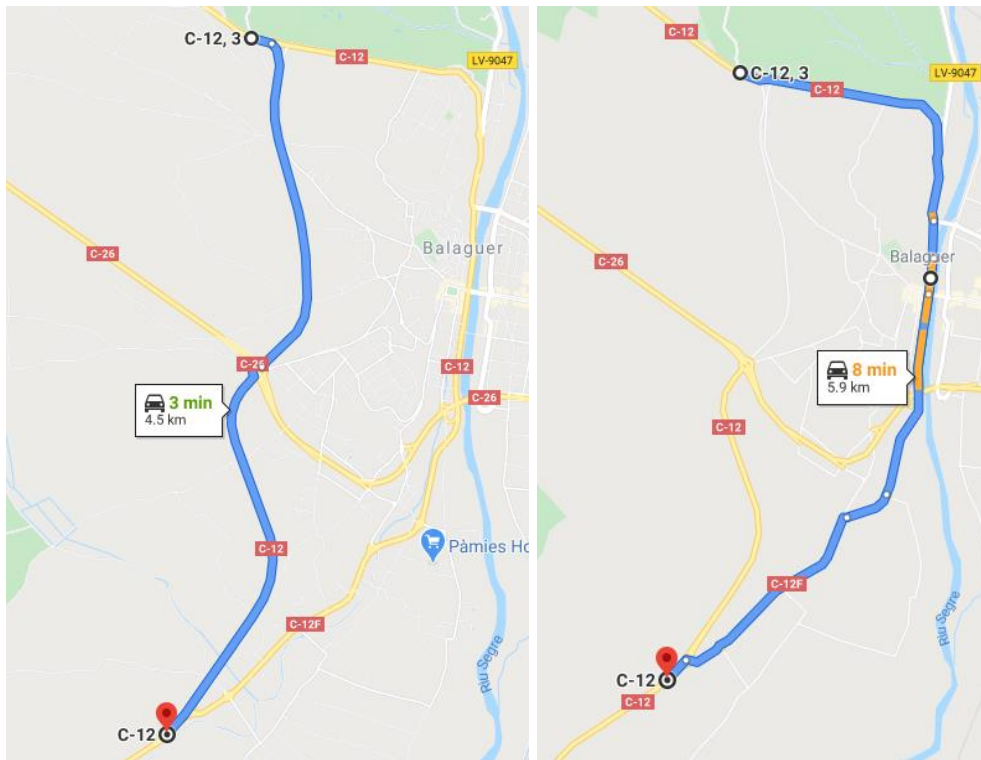 C-12, 3
C-12
LV-9047
C-26
Balaguer
C-26
C-12
C-26
3 min
4.5 km
C-12
Pàmies Ho
C-12F
Riu Segre
C-12
C-12
C-12, 3
LV-9047
C-12
C-26
Balaguer
8 min
5.9 km
C-12
C-12F
Riu Segre
C-12
C-12